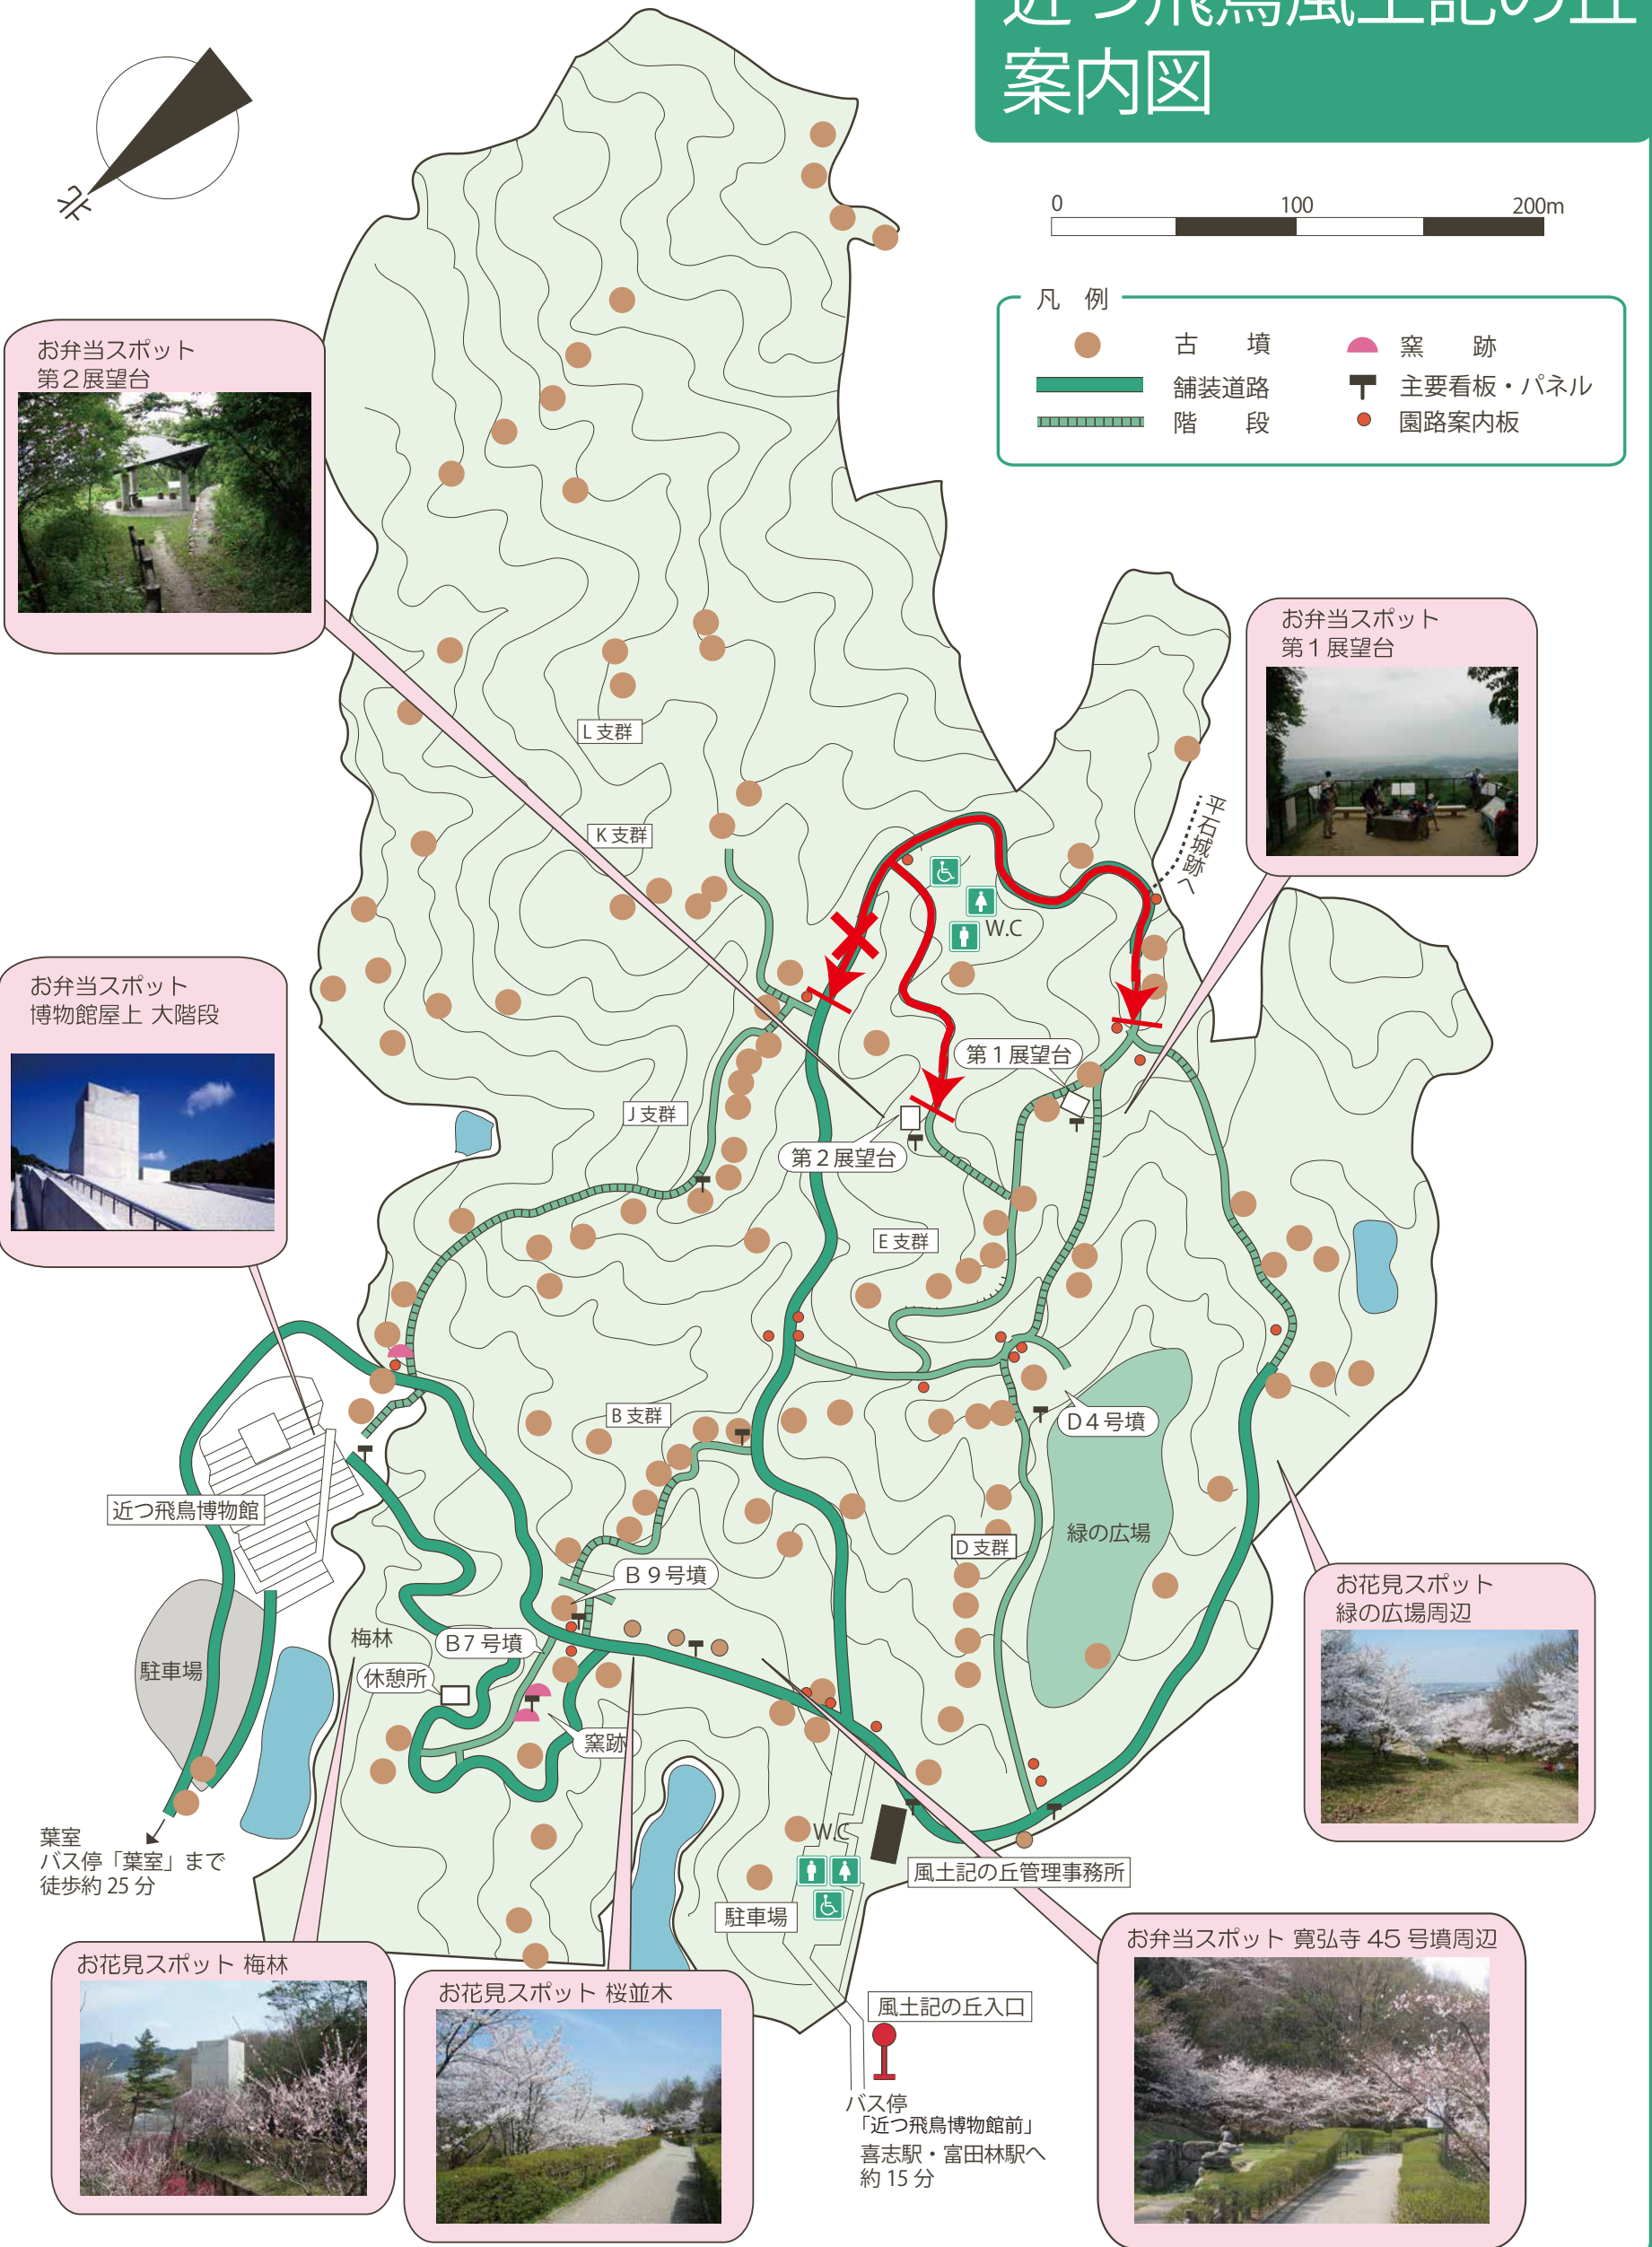 近つ飛鳥風土記の丘
案内図
北
0 100 200m
凡 例
古 墳
窯 跡
舗装道路
主要看板・パネル
階 段
園路案内板
お弁当スポット
第2展望台
お弁当スポット
第1展望台
L 支群
K 支群
平石城跡へ
W.C
お弁当スポット
博物館屋上 大階段
第1展望台
J 支群
第2展望台
E 支群
B 支群
D4号墳
近つ飛鳥博物館
緑の広場
D 支群
B 9号墳
お花見スポット
緑の広場周辺
梅林
B7号墳
駐車場
休憩所
窯跡
葉室
バス停「葉室」まで
徒歩約 25 分
W.C
風土記の丘管理事務所
駐車場
お花見スポット 梅林
お花見スポット 桜並木
お弁当スポット 寛弘寺 45 号墳周辺
風土記の丘入口
バス停
「近つ飛鳥博物館前」
喜志駅・富田林駅へ
約 15 分